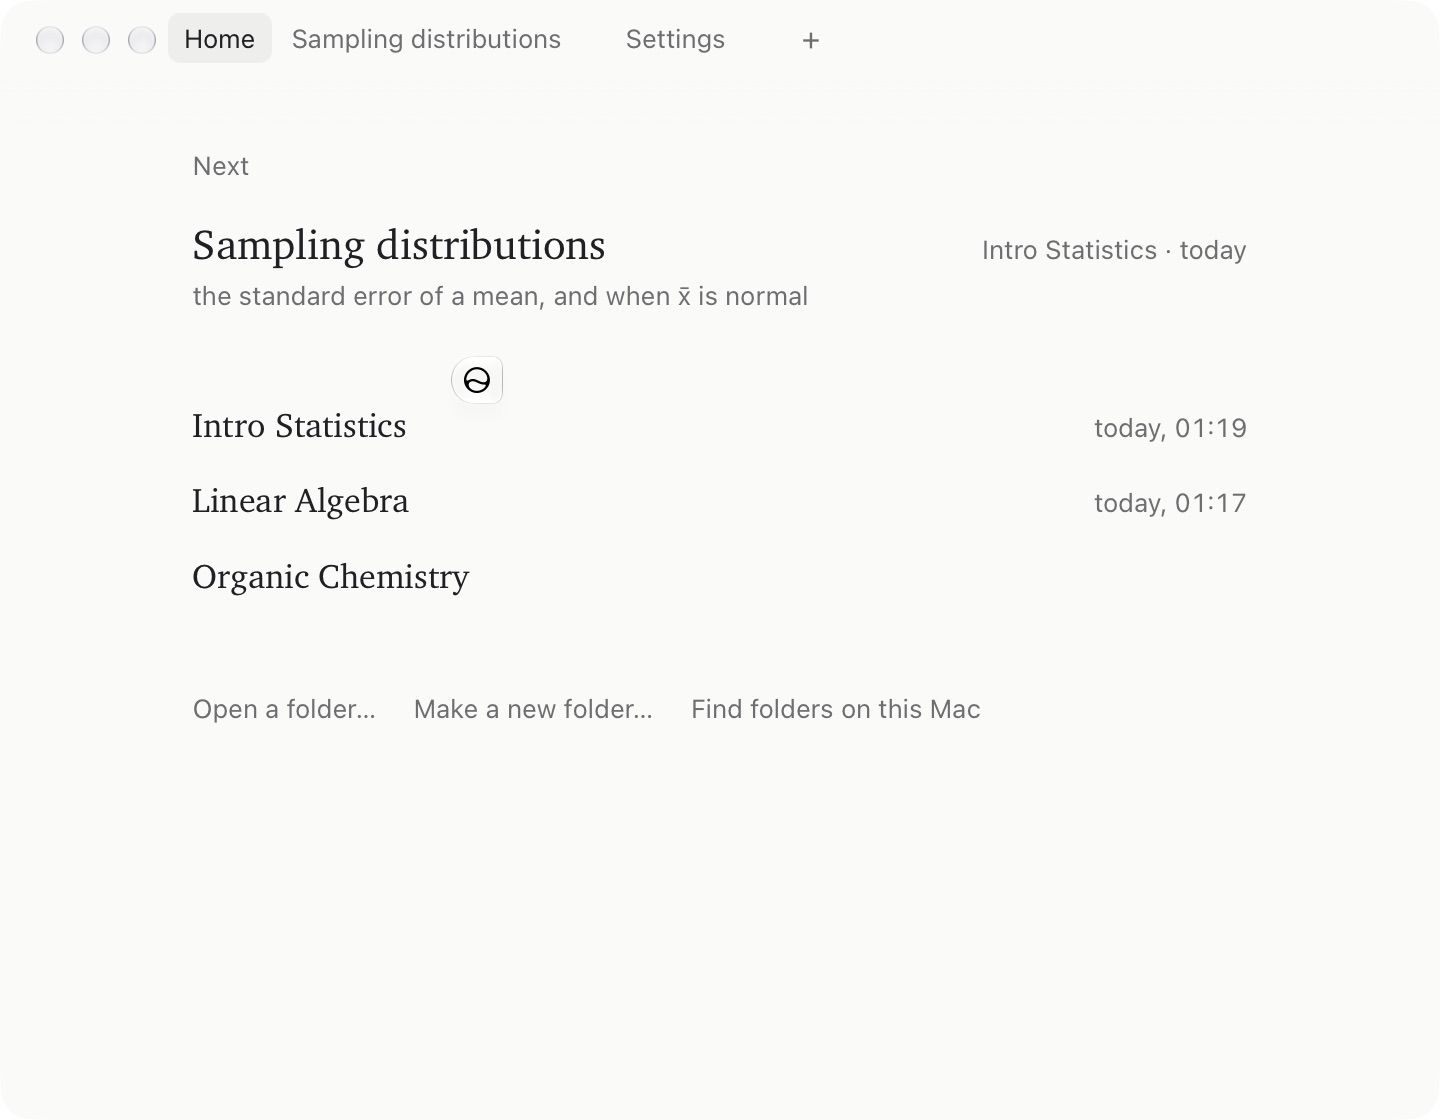 Home Sampling distributions Settings +
Next
Sampling distributions Intro Statistics · today
the standard error of a mean, and when x̄ is normal
Intro Statistics today, 01:19
Linear Algebra today, 01:17
Organic Chemistry
Open a folder... Make a new folder... Find folders on this Mac